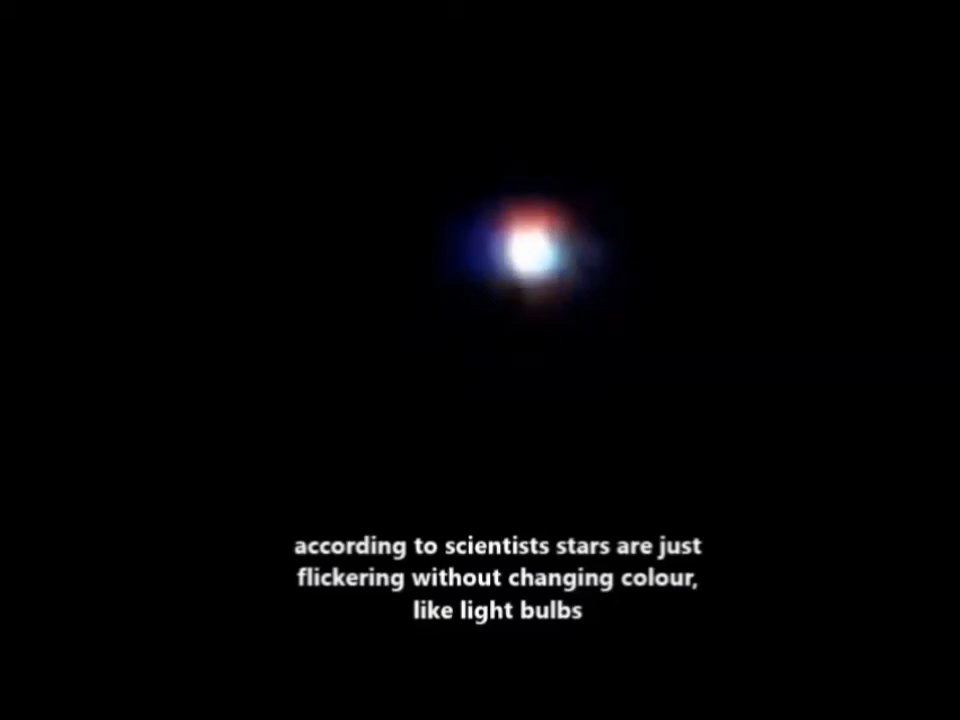 according to scientists stars are just
flickering without changing colour,
like light bulbs